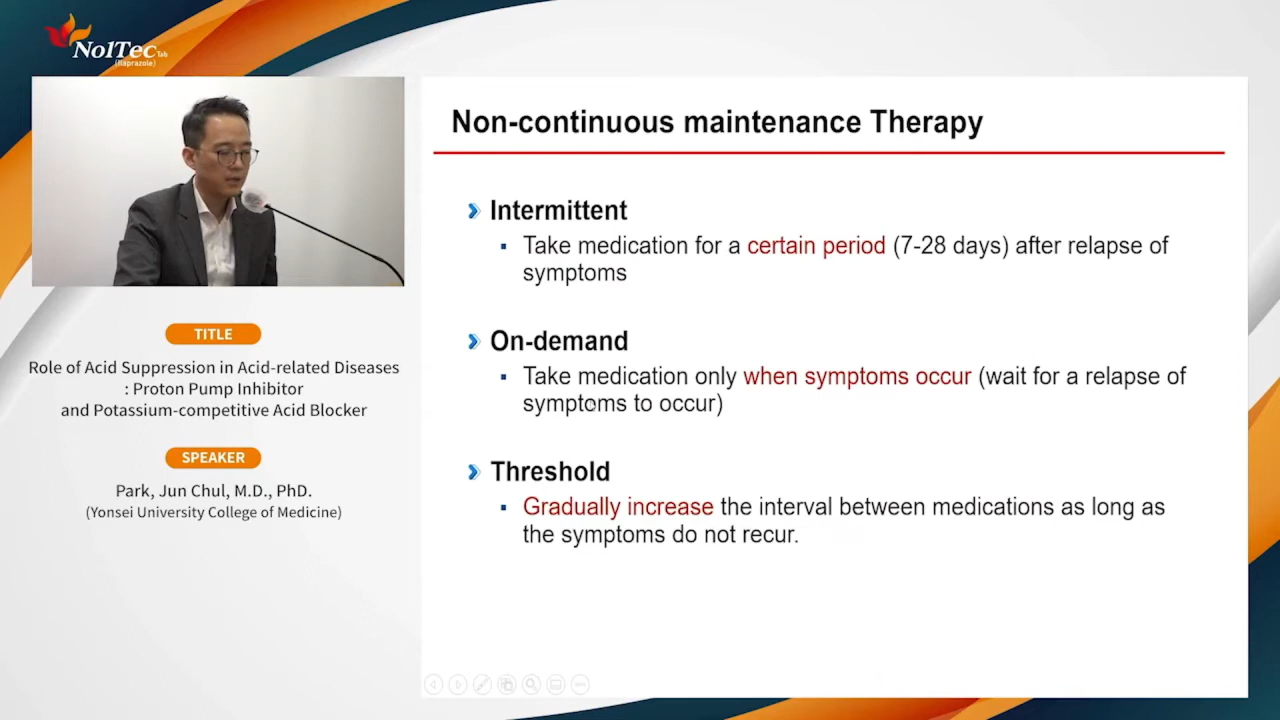 NolTec Tab
(Ilaprazole)
TITLE
Role of Acid Suppression in Acid-related Diseases
: Proton Pump Inhibitor
and Potassium-competitive Acid Blocker
SPEAKER
Park, Jun Chul, M.D., PhD.
(Yonsei University College of Medicine)
Non-continuous maintenance Therapy
Intermittent
Take medication for a certain period (7-28 days) after relapse of
symptoms
On-demand
Take medication only when symptoms occur (wait for a relapse of
symptoms to occur)
Threshold
Gradually increase the interval between medications as long as
the symptoms do not recur.